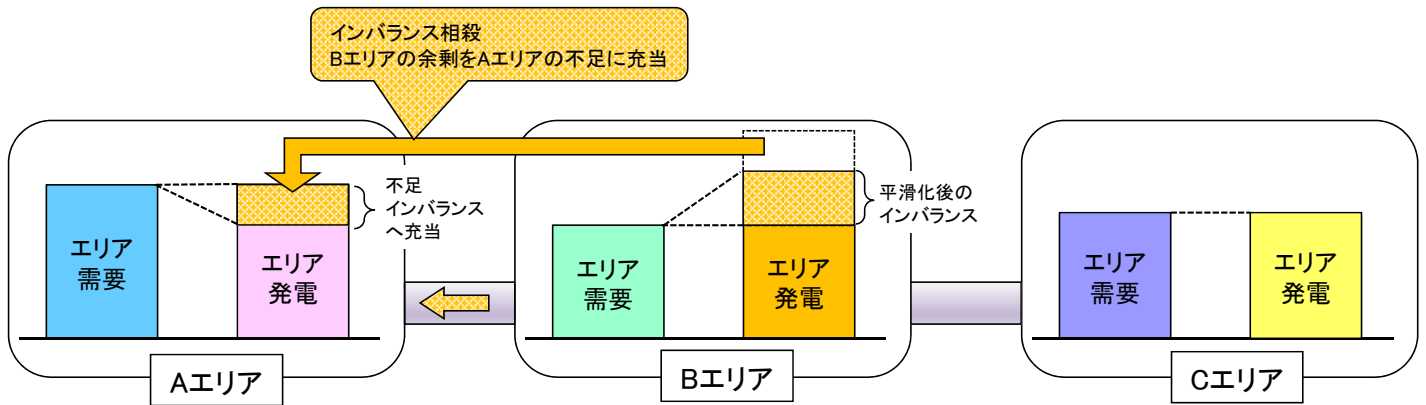 インバランス相殺
Bエリアの余剰をAエリアの不足に充当
エリア
需要
エリア
発電
不足
インバランス
へ充当
Aエリア
エリア
需要
エリア
発電
平滑化後の
インバランス
Bエリア
エリア
需要
エリア
発電
Cエリア